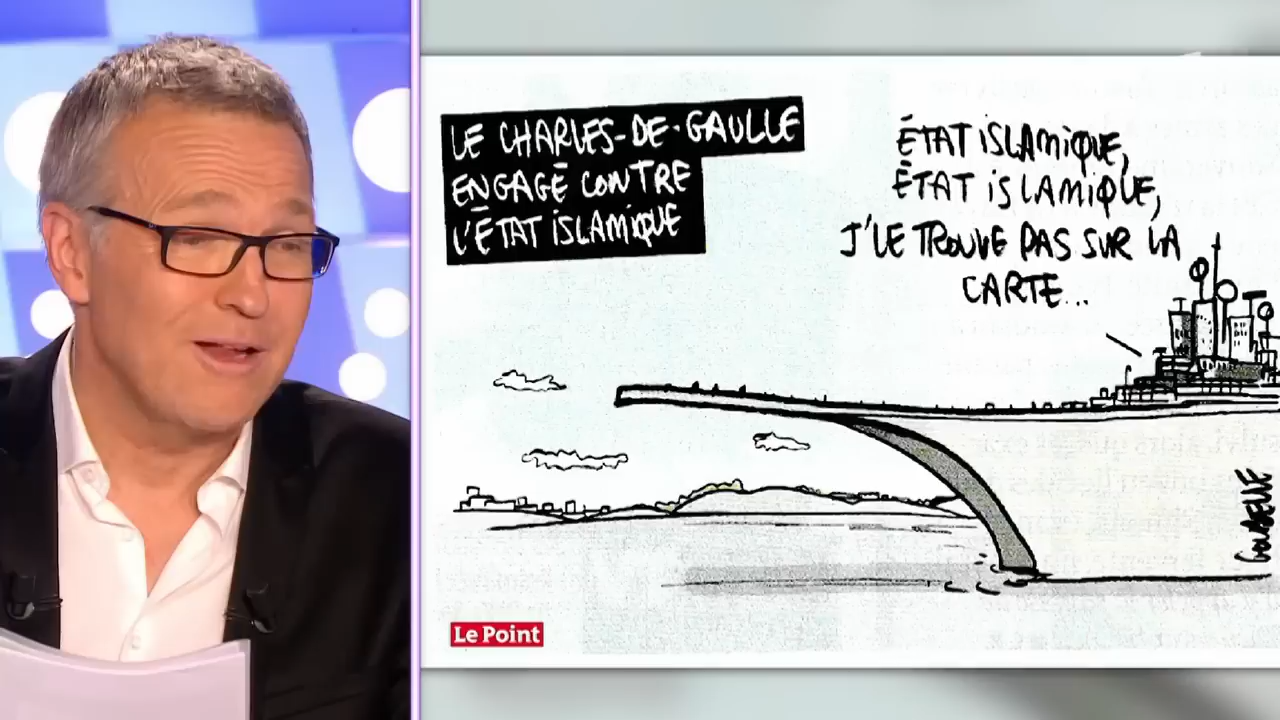 LE CHARLES-DE-GAULLE
ENGAGÉ CONTRE
L'ÉTAT ISLAMIQUE
ÉTAT ISLAMIQUE,
ÉTAT ISLAMIQUE,
J'LE TROUVE PAS SUR LA
CARTE...
Le Point